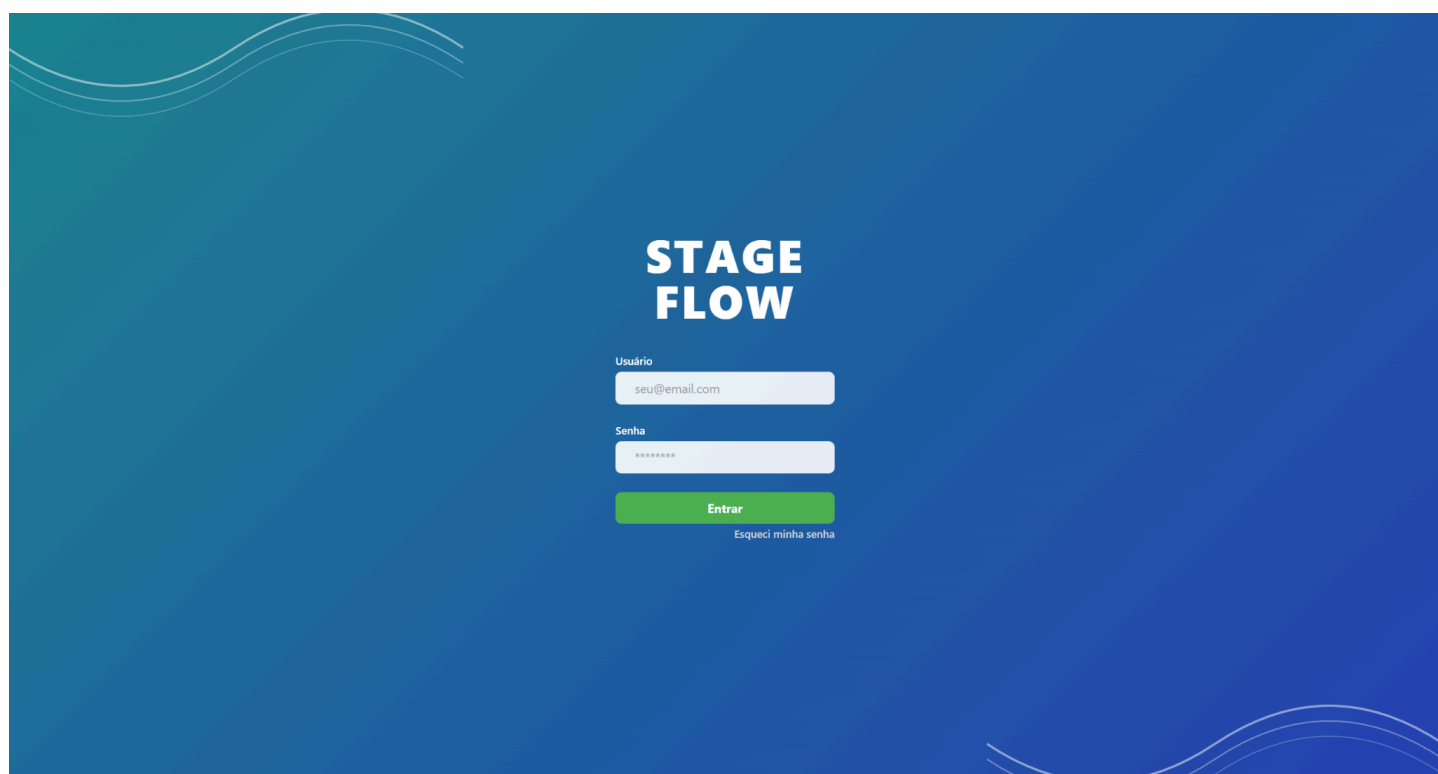 STAGE
FLOW
Usuário
seu@email.com
Senha
********
Entrar
Esqueci minha senha